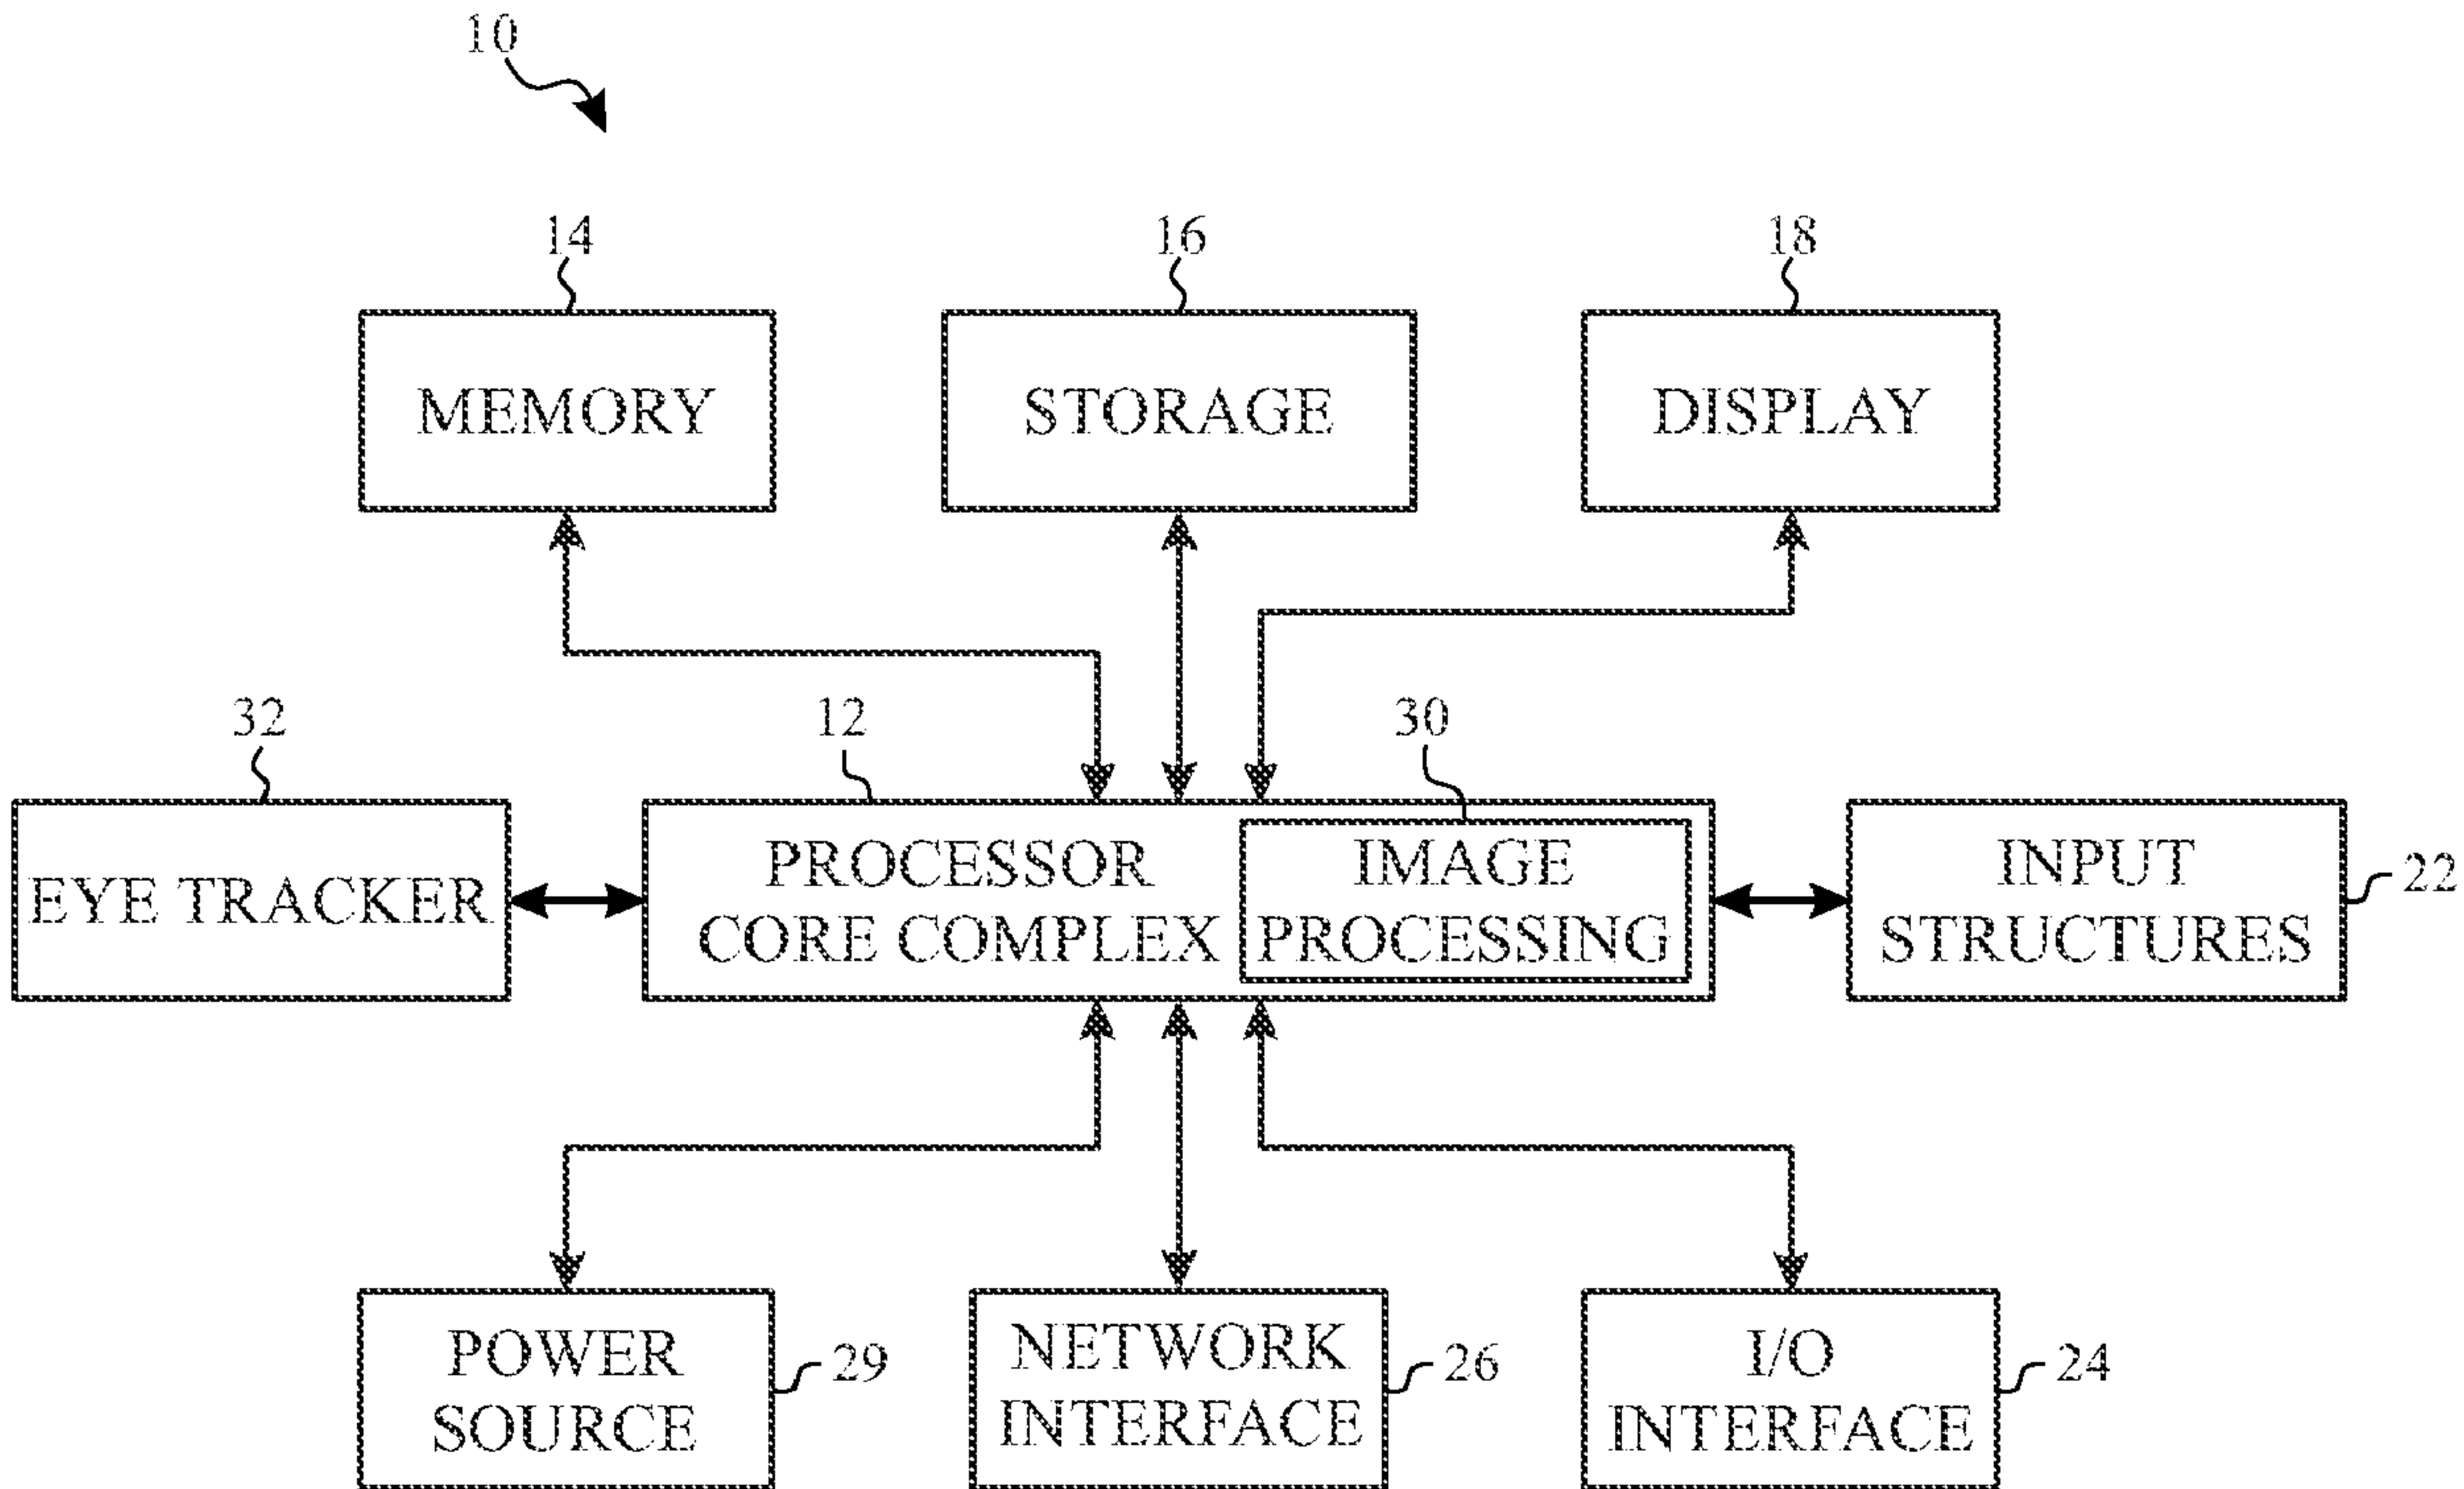 10
14
16
18
MEMORY
STORAGE
DISPLAY
32
12
30
EYE TRACKER
PROCESSOR
CORE COMPLEX
IMAGE
PROCESSING
INPUT
STRUCTURES
22
POWER
SOURCE
29
NETWORK
INTERFACE
26
I/O
INTERFACE
24